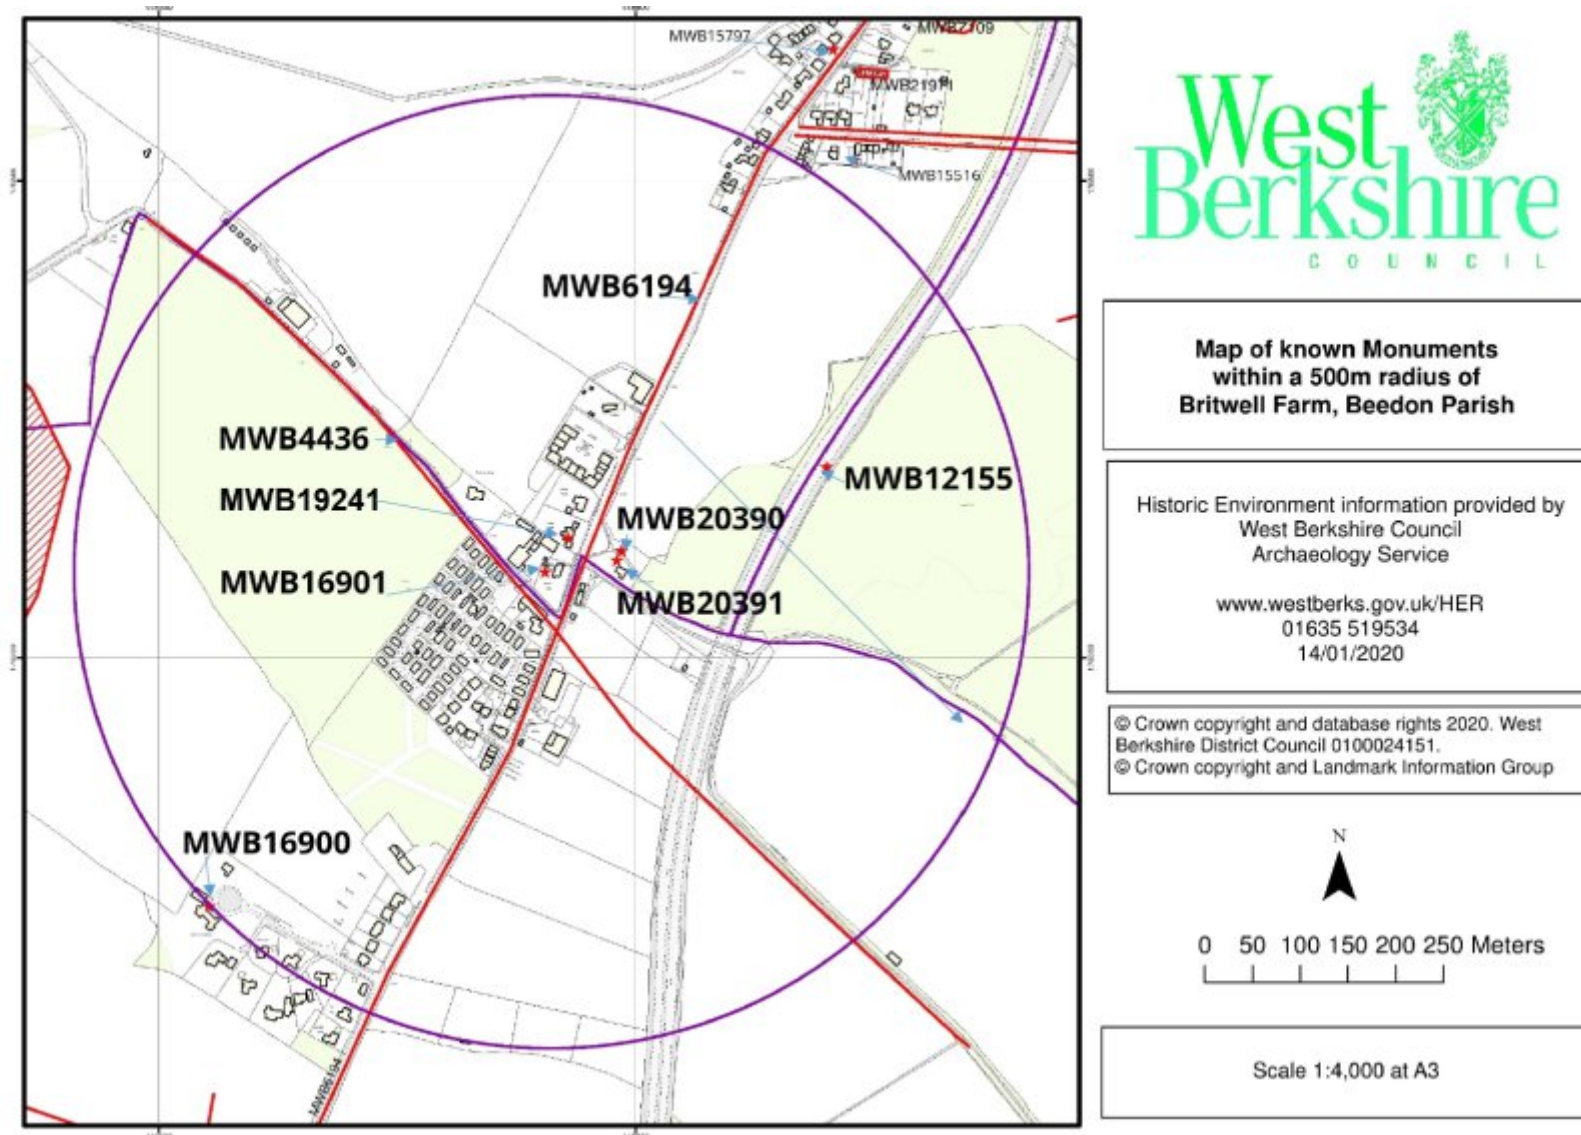 MWB15797
MWB7109
MWB21971
MWB15516
MWB6194
MWB4436
MWB19241
MWB12155
MWB20390
MWB16901
MWB20391
MWB16900
MWB6194
West
Berkshire
COUNCIL
Map of known Monuments
within a 500m radius of
Britwell Farm, Beedon Parish
Historic Environment information provided by
West Berkshire Council
Archaeology Service
www.westberks.gov.uk/HER
01635 519534
14/01/2020
© Crown copyright and database rights 2020. West
Berkshire District Council 0100024151.
© Crown copyright and Landmark Information Group
N
0 50 100 150 200 250 Meters
Scale 1:4,000 at A3